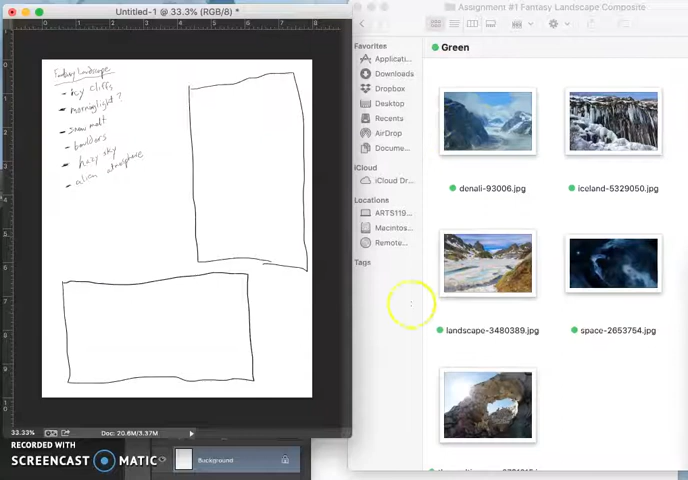 Untitled-1 @ 33.3% (RGB/8) *
Fantasy Landscape
- icy cliffs
- morninglight?
- snow melt
- boulders
- hazy sky
- alien atmosphere
33.33%
Doc: 20.6M/3.37M
RECORDED WITH
SCREENCAST MATIC
Background
Assignment #1 Fantasy Landscape Composite
Favorites
Applicati...
Downloads
Dropbox
Desktop
Recents
AirDrop
Docume...
iCloud
iCloud Dr...
Locations
ARTS119...
Macintos...
Remote...
Tags
Green
denali-93006.jpg
iceland-5329050.jpg
landscape-3480389.jpg
space-2653754.jpg